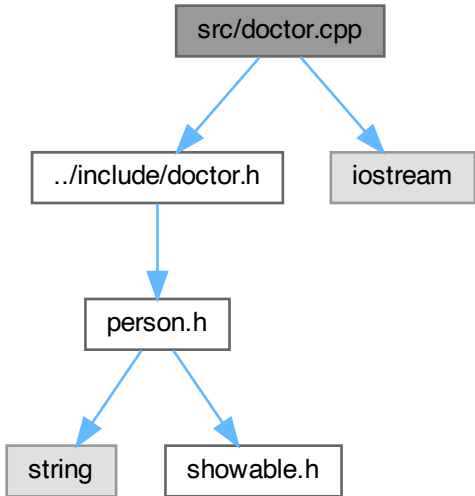 src/doctor.cpp
../include/doctor.h
iostream
person.h
string
showable.h